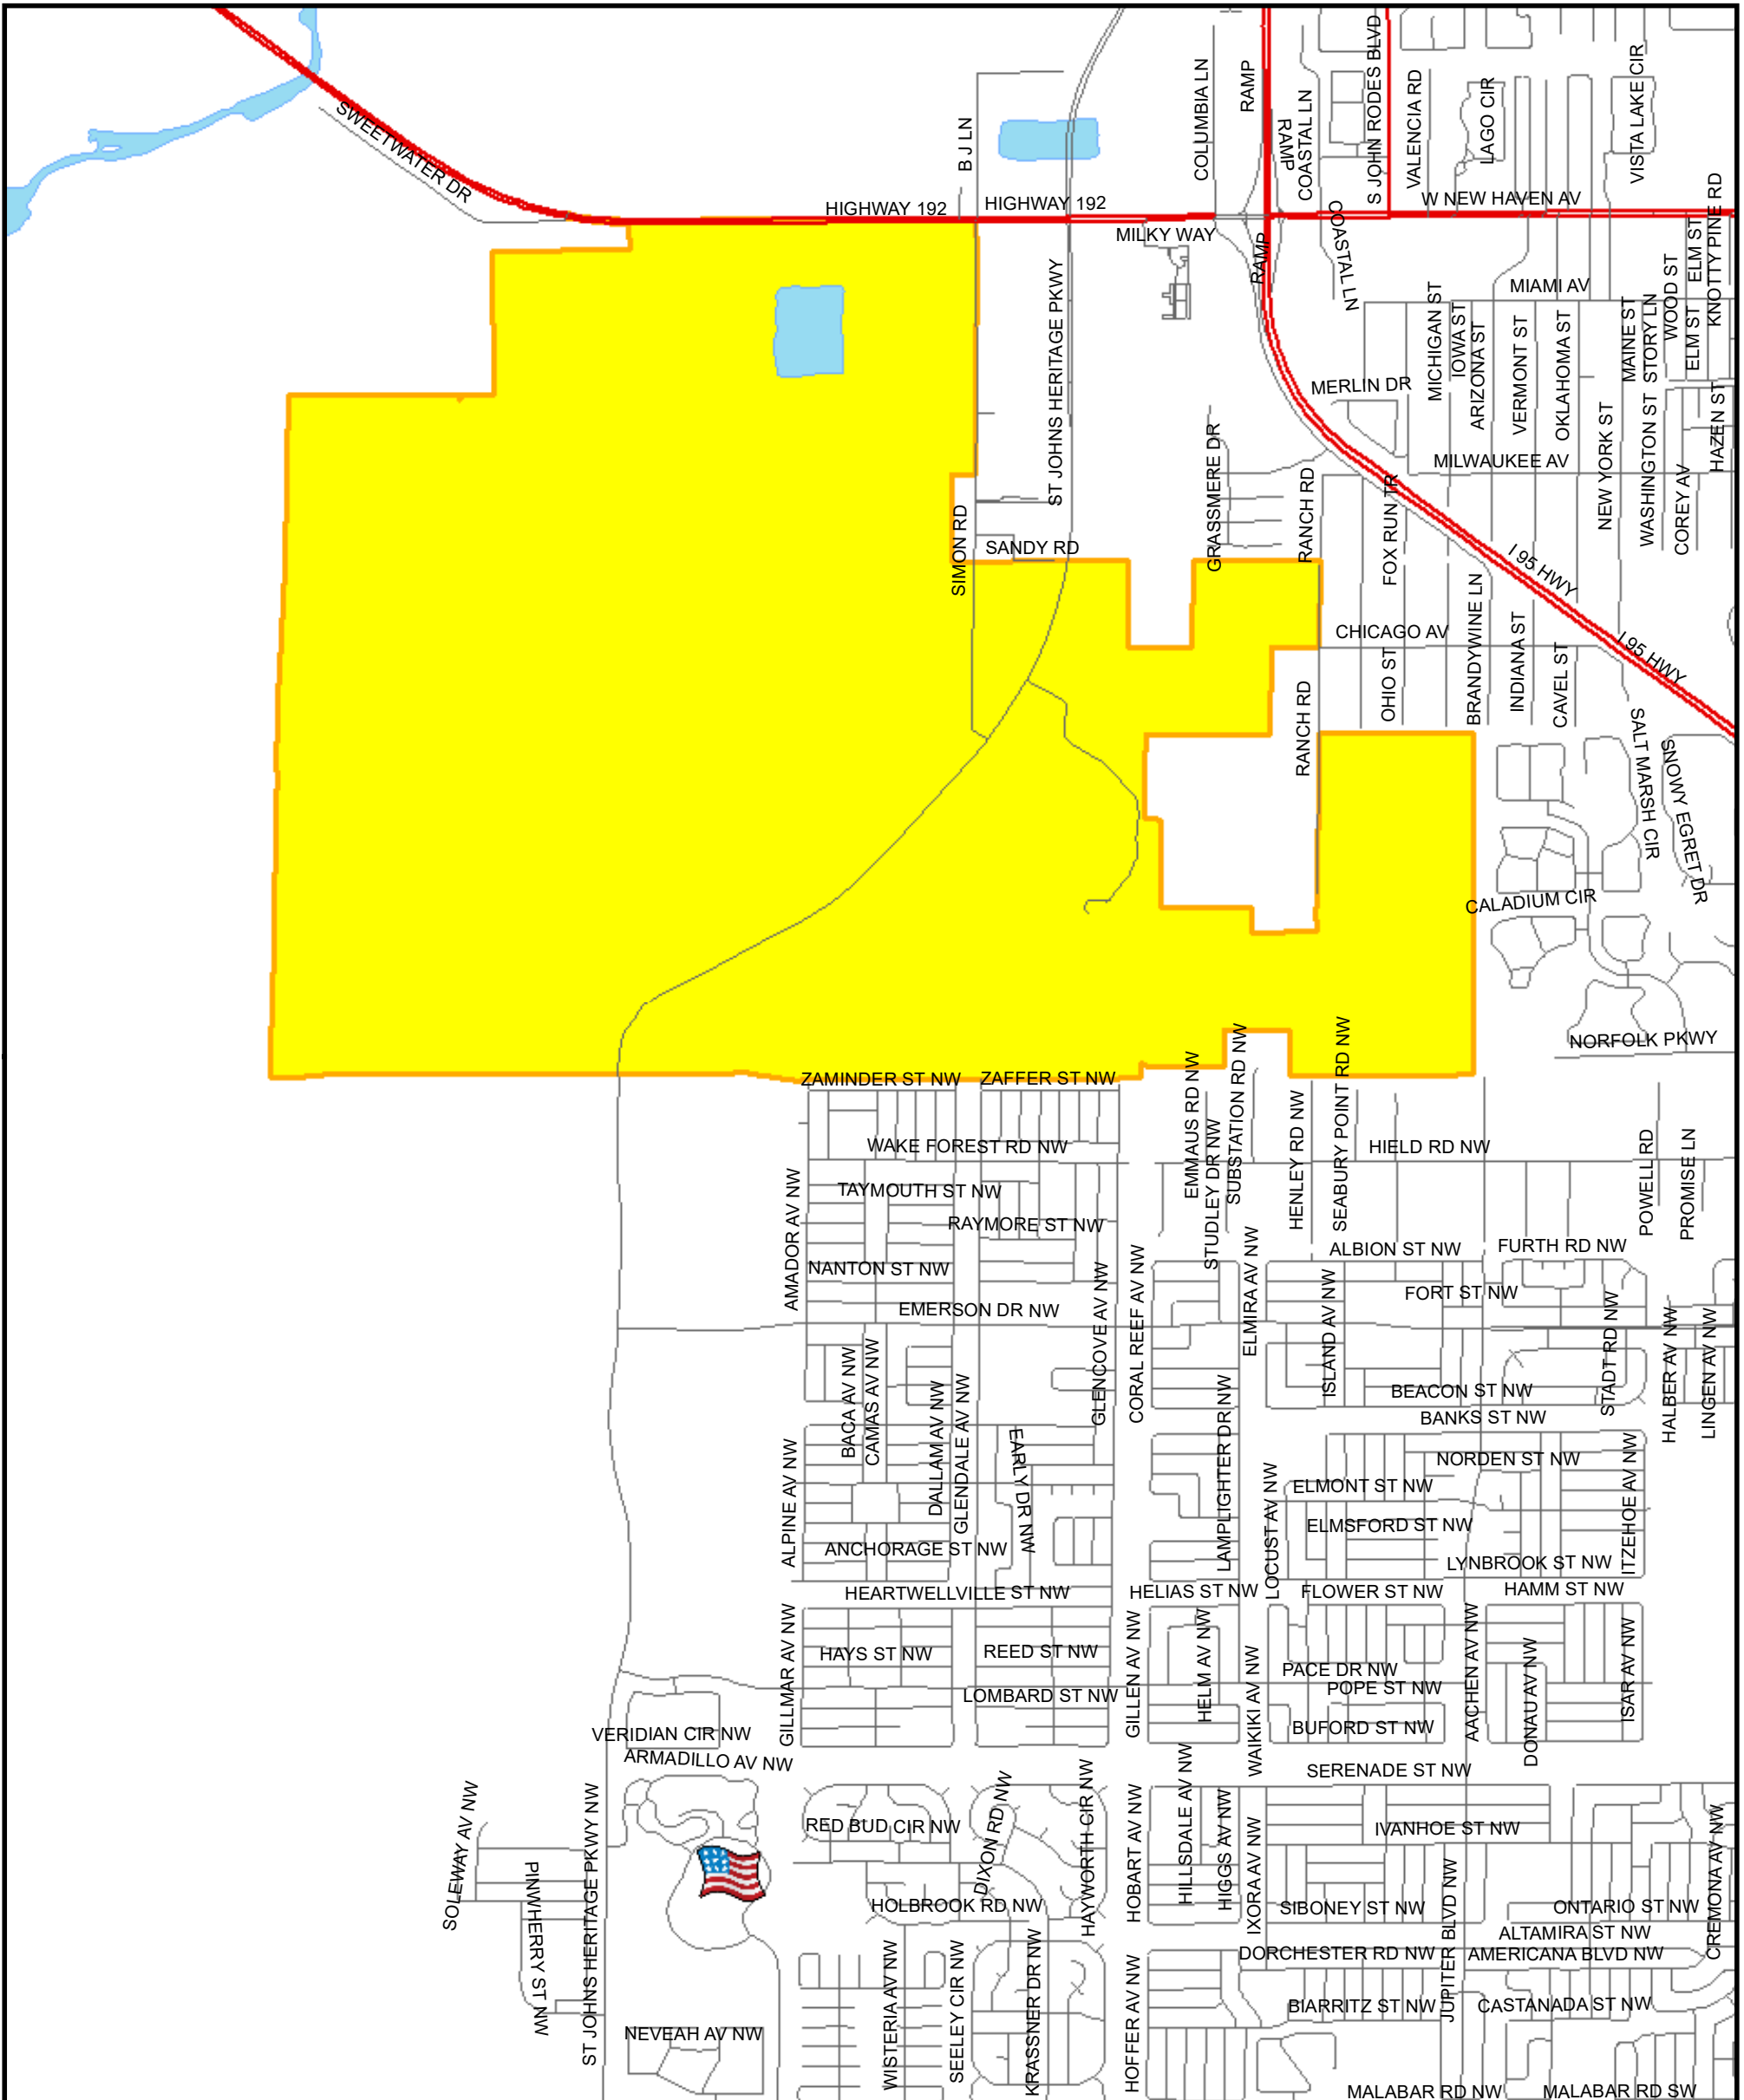 SWEETWATER DR
B J LN
COLUMBIA LN
RAMP
RAMP
COASTAL LN
S JOHN RODES BLVD
VALENCIA RD
LAGO CIR
VISTA LAKE CIR
HIGHWAY 192
HIGHWAY 192
W NEW HAVEN AV
KNOTTY PINE RD
MILKY WAY
RAMP
COASTAL LN
ELM ST
WOOD ST
MIAMI AV
ST JOHNS HERITAGE PKWY
MICHIGAN ST
IOWA ST
ARIZONA ST
VERMONT ST
OKLAHOMA ST
MAINE ST
STORY LN
ELM ST
MERLIN DR
HAZEN ST
GRASSMERE DR
RANCH RD
FOX RUN TR
MILWAUKEE AV
NEW YORK ST
WASHINGTON ST
COREY AV
SIMON RD
SANDY RD
I 95 HWY
CHICAGO AV
BRANDYWINE LN
INDIANA ST
CAVEL ST
OHIO ST
I 95 HWY
RANCH RD
SALT MARSH CIR
SNOWY EGRET DR
CALADIUM CIR
NORFOLK PKWY
ZAMINDER ST NW
ZAFFER ST NW
EMMAUS RD NW
SUBSTATION RD NW
SEABURY POINT RD NW
WAKE FOREST RD NW
STUDLEY DR NW
HENLEY RD NW
HIELD RD NW
POWELL RD
PROMISE LN
AMADOR AV NW
TAYMOUTH ST NW
RAYMORE ST NW
NANTON ST NW
ALBION ST NW
FURTH RD NW
EMERSON DR NW
GLENCOVE AV NW
CORAL REEF AV NW
ELMIRA AV NW
ISLAND AV NW
FORT ST NW
STADT RD NW
HALBER AV NW
LINGEN AV NW
BACA AV NW
CAMAS AV NW
DALLAM AV NW
GLENDALE AV NW
BEACON ST NW
BANKS ST NW
ALPINE AV NW
EARLY DR NW
LAMPLIGHTER DR NW
LOCUST AV NW
NORDEN ST NW
ELMONT ST NW
ITZEHOE AV NW
ELMSFORD ST NW
ANCHORAGE ST NW
LYNBROOK ST NW
HEARTWELLVILLE ST NW
HELIAS ST NW
FLOWER ST NW
HAMM ST NW
GILLMAR AV NW
HAYS ST NW
REED ST NW
GILLEN AV NW
HELM AV NW
WAIKIKI AV NW
PACE DR NW
AACHEN AV NW
DONAU AV NW
ISAR AV NW
LOMBARD ST NW
POPE ST NW
VERIDIAN CIR NW
BUFORD ST NW
ARMADILLO AV NW
SERENADE ST NW
SOLEWAY AV NW
ST JOHNS HERITAGE PKWY NW
RED BUD CIR NW
DIXON RD NW
HAYWORTH CIR NW
HOBART AV NW
HILLSDALE AV NW
HIGGS AV NW
IXORA AV NW
IVANHOE ST NW
CREMONA AV NW
PINWHERRY ST NW
HOLBROOK RD NW
SIBONEY ST NW
JUPITER BLVD NW
ONTARIO ST NW
ALTAMIRA ST NW
DORCHESTER RD NW
AMERICANA BLVD NW
WISTERIA AV NW
SEELEY CIR NW
KRASSNER DR NW
HOFFER AV NW
BIARRITZ ST NW
CASTANADA ST NW
NEVEAH AV NW
MALABAR RD NW
MALABAR RD SW